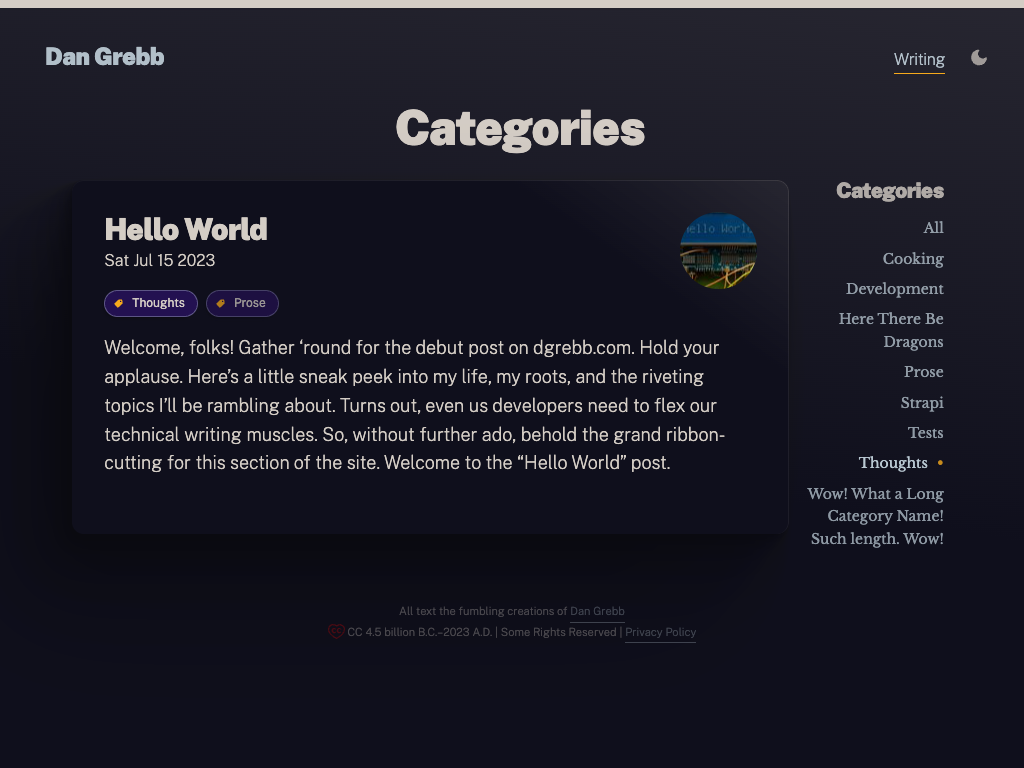 Dan Grebb
Writing
Categories
Hello World
Sat Jul 15 2023
Thoughts
Prose
Welcome, folks! Gather ‘round for the debut post on dgrebb.com. Hold your
applause. Here’s a little sneak peek into my life, my roots, and the riveting
topics I’ll be rambling about. Turns out, even us developers need to flex our
technical writing muscles. So, without further ado, behold the grand ribbon-
cutting for this section of the site. Welcome to the “Hello World” post.
Categories
All
Cooking
Development
Here There Be
Dragons
Prose
Strapi
Tests
Thoughts •
Wow! What a Long
Category Name!
Such length. Wow!
All text the fumbling creations of Dan Grebb
CC 4.5 billion B.C.–2023 A.D. | Some Rights Reserved | Privacy Policy